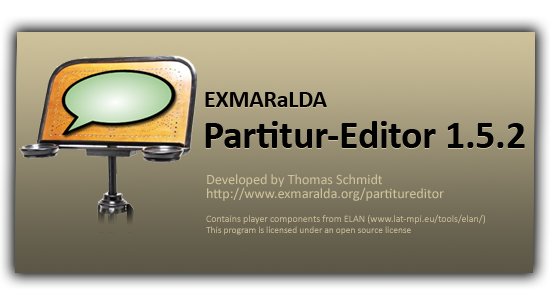 EXMARaLDA
Partitur-Editor 1.5.2
Developed by Thomas Schmidt
http://www.exmaralda.org/partitureditor
Contains player components from ELAN (www.lat-mpi.eu/tools/elan/)
This program is licensed under an open source license